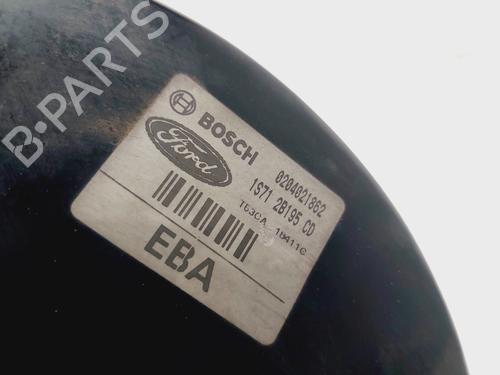 B-PARTS
BOSCH
Ford
0204021862
1S71 2B195 CD
EBA